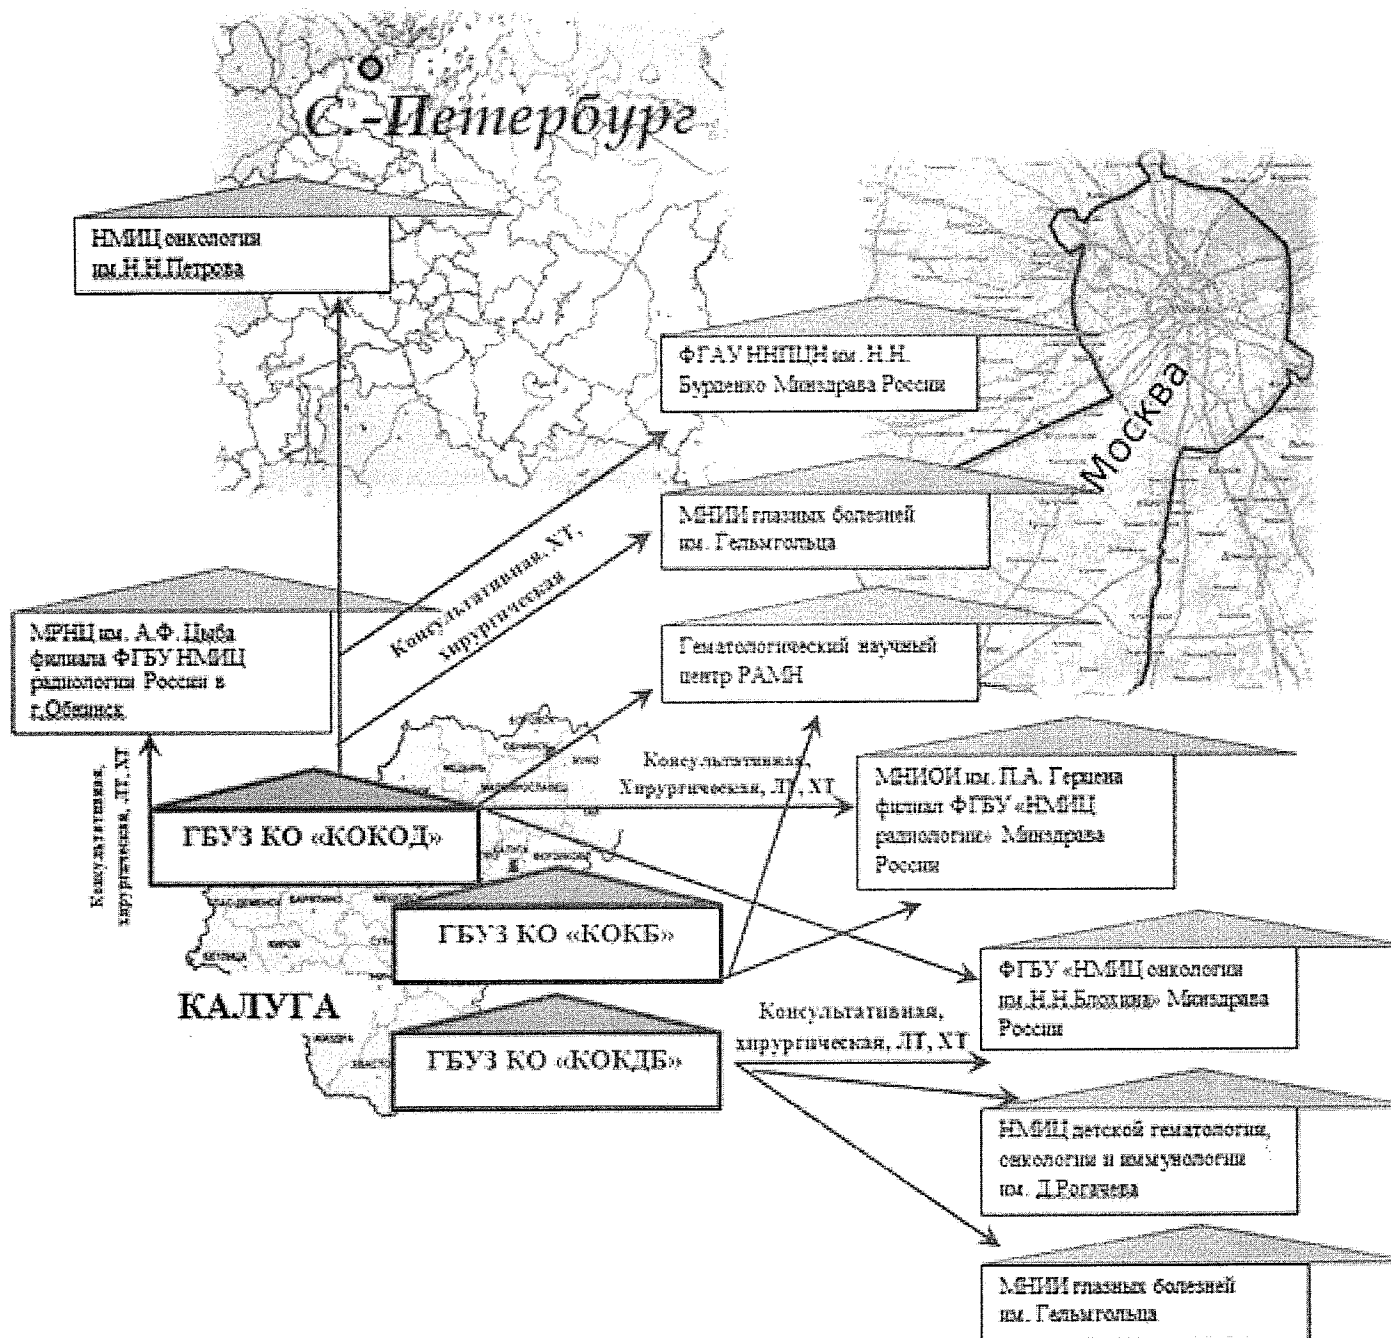 С.-Петербург
НМИЦ онкологии
им.Н.Н.Петрова
ФГАУ ННПЦН им. Н.Н.
Бурденко Минздрава России
Москва
МНИИ глазных болезней
им. Гельмгольца
Консультативная, ХТ,
хирургическая
МРНЦ им. А.Ф. Цыба
филиала ФГБУ НМИЦ
радиологии России в
г.Обнинск
Гематологический научный
центр РАМН
Консультативная,
хирургическая, ЛТ, ХТ
Консультативная,
Хирургическая, ЛТ, ХТ
МНИОИ им. П.А. Герцена
филиал ФГБУ «НМИЦ
радиологии» Минздрава
России
ГБУЗ КО «КОКОД»
ГБУЗ КО «КОКБ»
КАЛУГА
ФГБУ «НМИЦ онкологии
им.Н.Н.Блохина» Минздрава
России
Консультативная,
хирургическая, ЛТ, ХТ
ГБУЗ КО «КОКДБ»
НМИЦ детской гематологии,
онкологии и иммунологии
им. Д.Рогачева
МНИИ глазных болезней
им. Гельмгольца